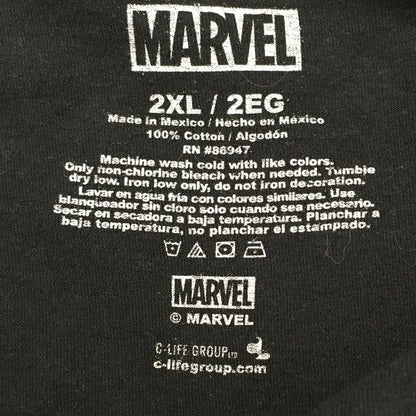 MARVEL
2XL / 2EG
Made in Mexico / Hecho en México
100% Cotton / Algodón
RN #86947
Machine wash cold with like colors.
Only non-chlorine bleach when needed. Tumble
dry low. Iron low only, do not iron decoration.
Lavar en agua fría con colores similares. Use
blanqueador sin cloro solo cuando sea necesario.
Secar en secadora a baja temperatura. Planchar a
baja temperatura, no planchar el estampado.
MARVEL
© MARVEL
C-LIFE GROUP LTD
c-lifegroup.com